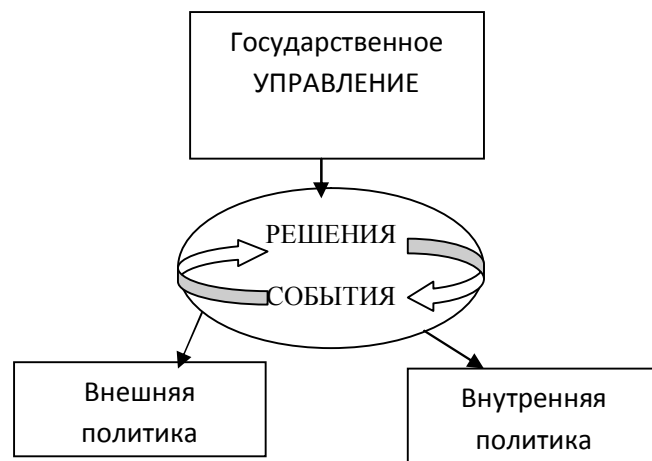 Государственное
УПРАВЛЕНИЕ
РЕШЕНИЯ
СОБЫТИЯ
Внешняя
политика
Внутренняя
политика